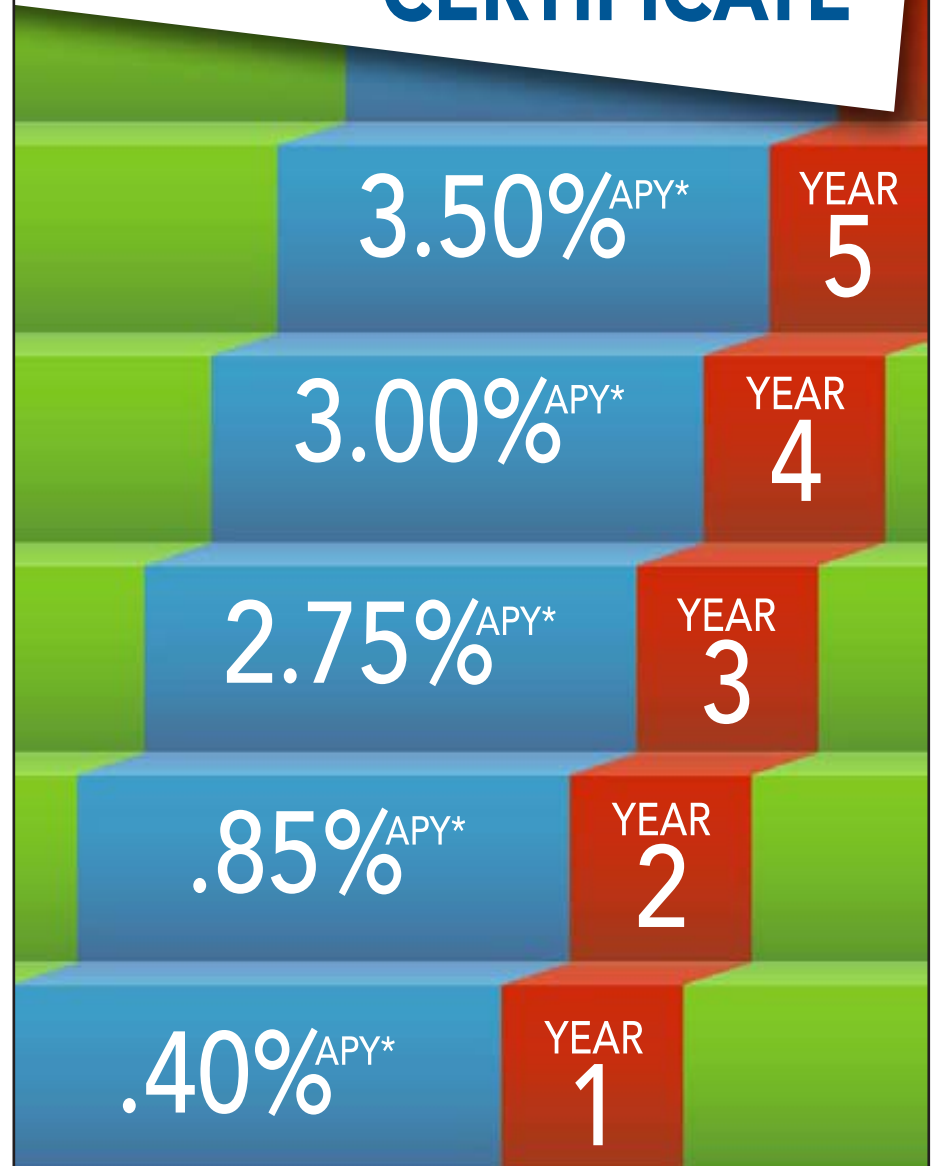 CERTIFICATE
3.50% APY*
YEAR
5
3.00% APY*
YEAR
4
2.75% APY*
YEAR
3
.85% APY*
YEAR
2
.40% APY*
YEAR
1